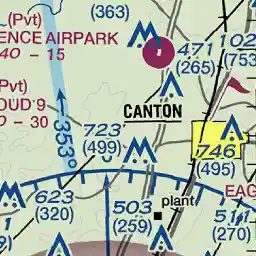 (Pvt)
(363)
ENCE AIRPARK
40 - 15
471
(265)
102
(753
(Pvt)
OUD'9
0 - 30
CANTON
353°
723
(499)
746
(495)
EAG
623
(320)
503
(259)
plant
511
(270)